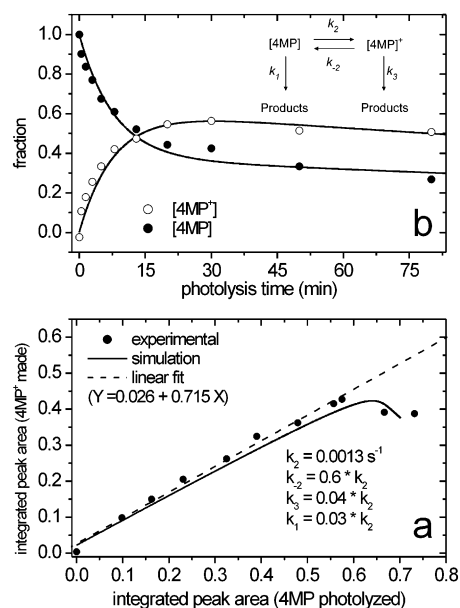 fraction
1.0
0.8
0.6
0.4
0.2
0.0
[4MP] k2 k-2 [4MP]+
k1 k3
Products Products
[4MP+]
[4MP]
b
0 15 30 45 60 75
photolysis time (min)
integrated peak area (4MP+ made)
0.6
0.5
0.4
0.3
0.2
0.1
0.0
experimental
simulation
linear fit
(Y =0.026 + 0.715 X)
k2 = 0.0013 s-1
k-2 = 0.6 * k2
k3 = 0.04 * k2
k1 = 0.03 * k2
a
0.0 0.1 0.2 0.3 0.4 0.5 0.6 0.7 0.8
integrated peak area (4MP photolyzed)